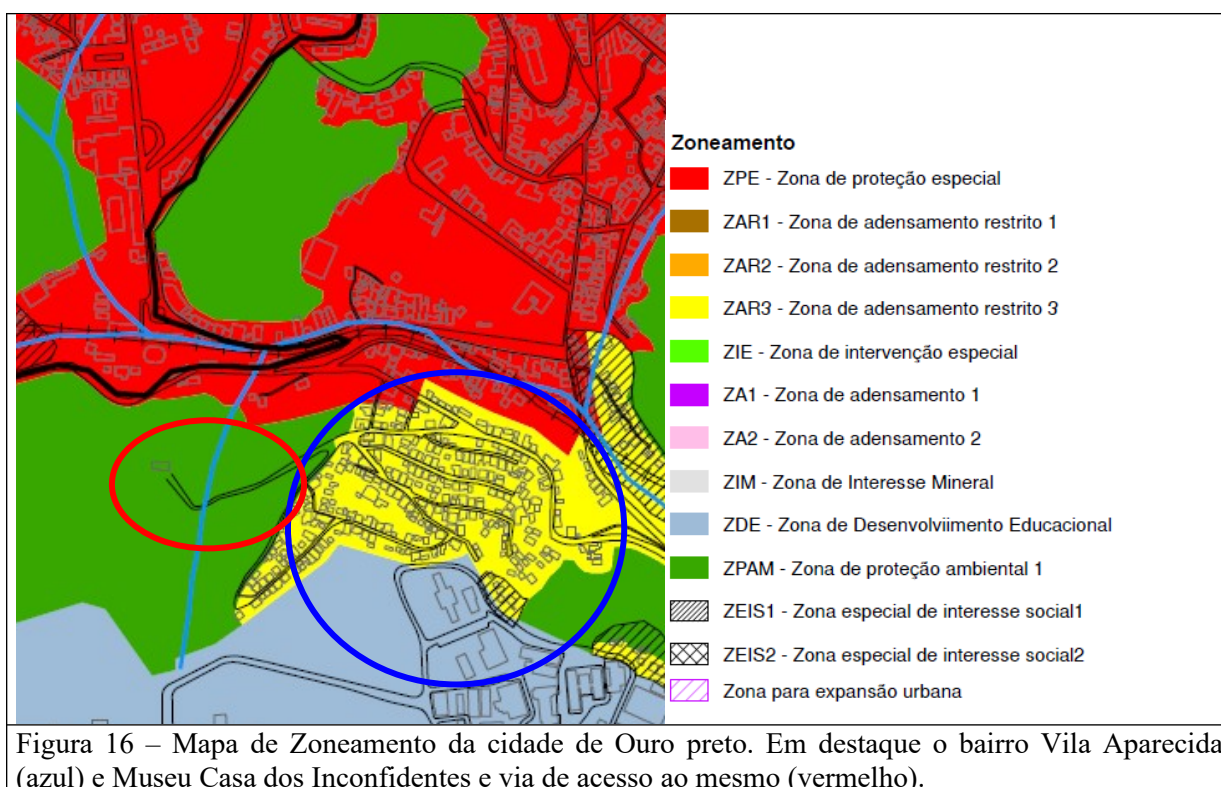 Zoneamento
ZPE - Zona de proteção especial
ZAR1 - Zona de adensamento restrito 1
ZAR2 - Zona de adensamento restrito 2
ZAR3 - Zona de adensamento restrito 3
ZIE - Zona de intervenção especial
ZA1 - Zona de adensamento 1
ZA2 - Zona de adensamento 2
ZIM - Zona de Interesse Mineral
ZDE - Zona de Desenvolviimento Educacional
ZPAM - Zona de proteção ambiental 1
ZEIS1 - Zona especial de interesse social1
ZEIS2 - Zona especial de interesse social2
Zona para expansão urbana
Figura 16 – Mapa de Zoneamento da cidade de Ouro preto. Em destaque o bairro Vila Aparecida
(azul) e Museu Casa dos Inconfidentes e via de acesso ao mesmo (vermelho).